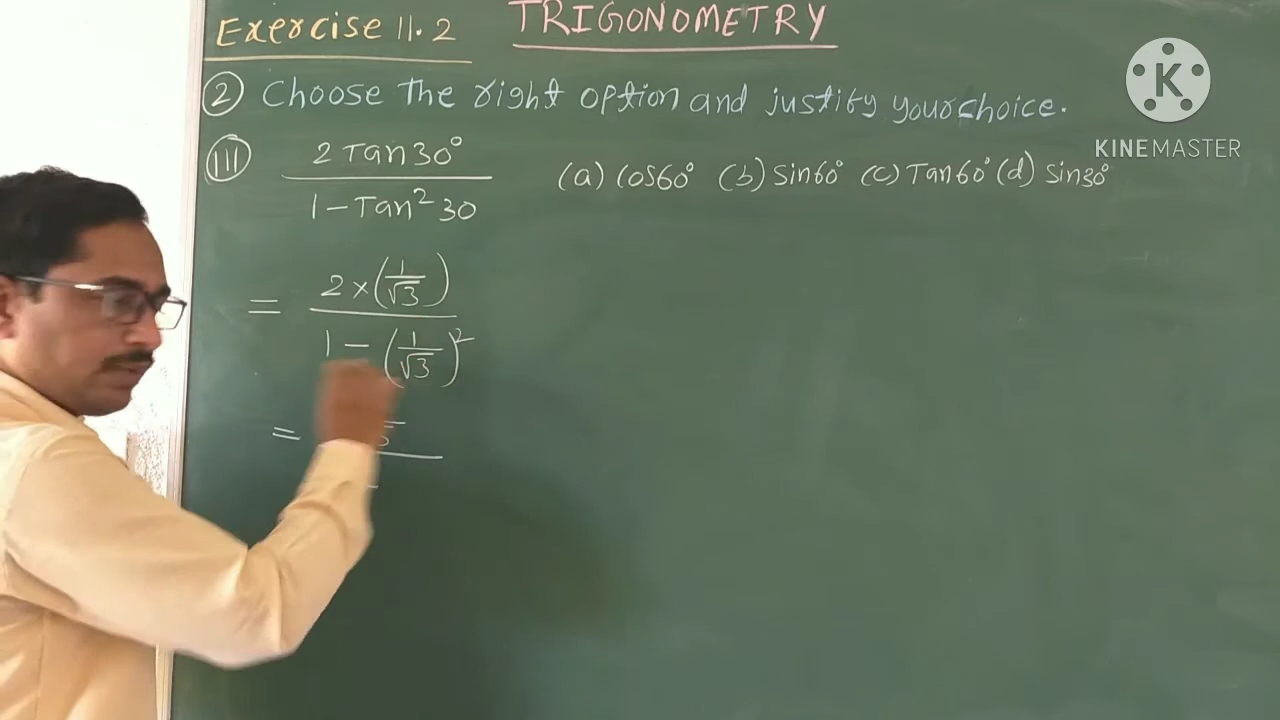 Exercise 11.2 TRIGONOMETRY
② Choose the right option and justify your choice.
(III) 2 Tan30° (a) Cos60° (b) Sin60° (c) Tan60° (d) Sin30°
1 - Tan² 30
= 2 × (1/√3)
1 - (1/√3)²
=
K
KINEMASTER